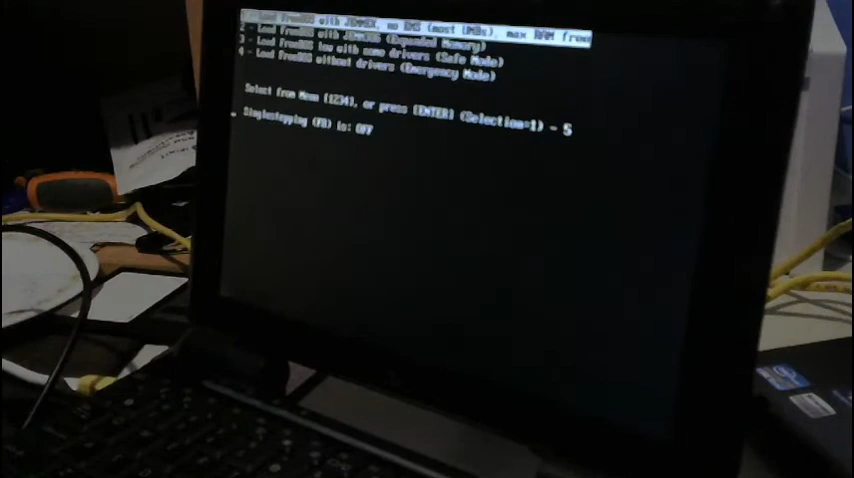 1 - Load FreeDOS with JEMMEX, no EMS (most UMBs), max RAM free
2 - Load FreeDOS with JEMM386 (Expanded Memory)
3 - Load FreeDOS low with some drivers (Safe Mode)
4 - Load FreeDOS without drivers (Emergency Mode)
Select from Menu [1234], or press [ENTER] (Selection=1) - 5
Singlestepping (F8) is: OFF